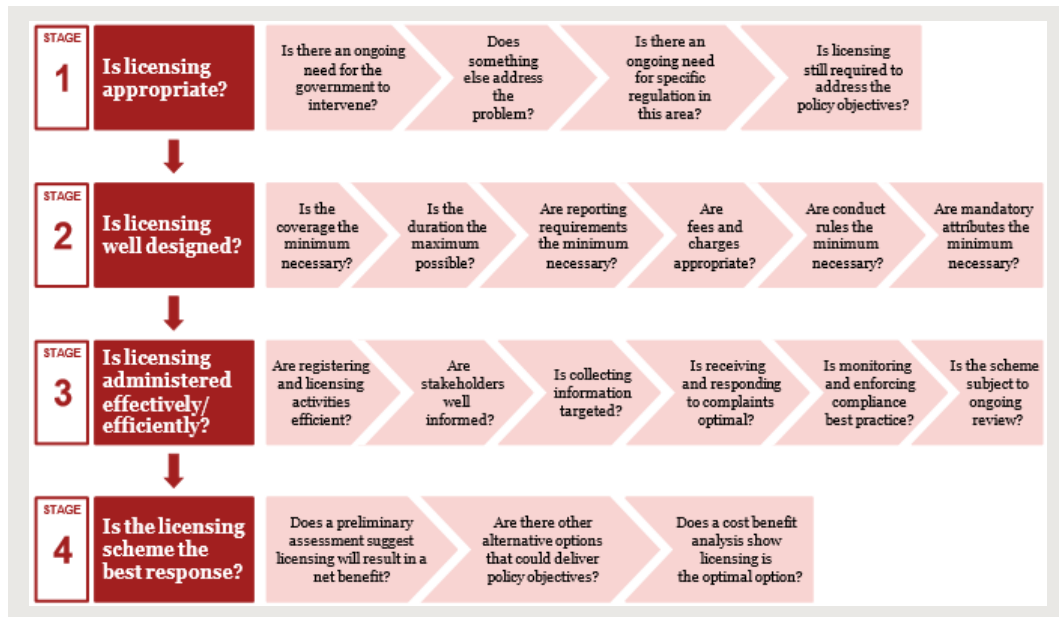 STAGE
1
Is licensing
appropriate?
Is there an ongoing
need for the
government to
intervene?
Does
something
else address
the
problem?
Is there an
ongoing need
for specific
regulation in
this area?
Is licensing
still required to
address the
policy objectives?
STAGE
2
Is licensing
well designed?
Is the
coverage the
minimum
necessary?
Is the
duration the
maximum
possible?
Are reporting
requirements
the minimum
necessary?
Are
fees and
charges
appropriate?
Are conduct
rules the
minimum
necessary?
Are mandatory
attributes the
minimum
necessary?
STAGE
3
Is licensing
administered
effectively/
efficiently?
Are registering
and licensing
activities
efficient?
Are
stakeholders
well
informed?
Is collecting
information
targeted?
Is receiving
and responding
to complaints
optimal?
Is monitoring
and enforcing
compliance
best practice?
Is the scheme
subject to
ongoing
review?
STAGE
4
Is the licensing
scheme the
best response?
Does a preliminary
assessment suggest
licensing will result in a
net benefit?
Are there other
alternative options
that could deliver
policy objectives?
Does a cost benefit
analysis show
licensing is
the optimal option?